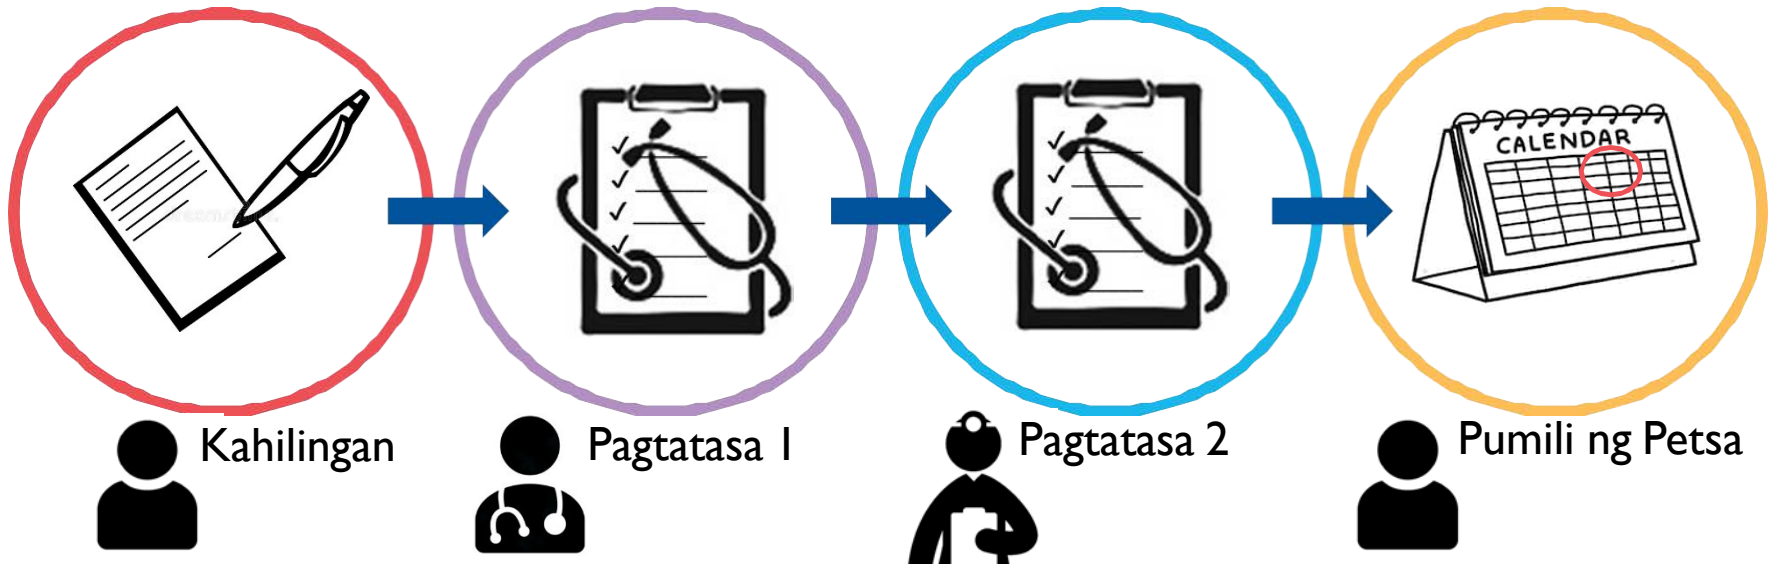 CALENDAR
Kahilingan
Pagtatasa 1
Pagtatasa 2
Pumili ng Petsa